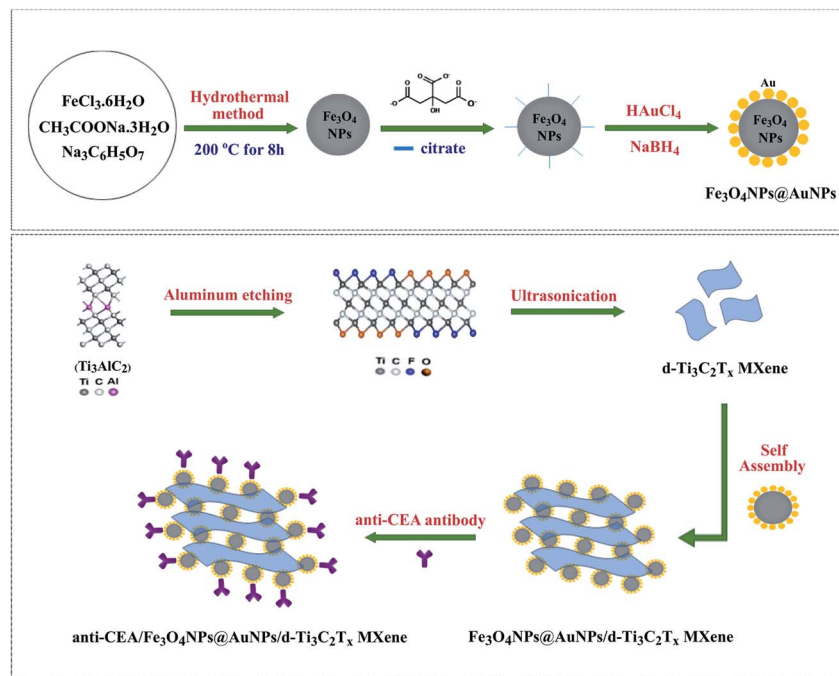 FeCl₃.6H₂O
CH₃COONa.3H₂O
Na₃C₆H₅O₇
Hydrothermal
method
200 °C for 8h
Fe₃O₄
NPs
O
O⁻
O
⁻O
OH
O
O⁻
citrate
Fe₃O₄
NPs
HAuCl₄
NaBH₄
Au
Fe₃O₄
NPs
Fe₃O₄NPs@AuNPs
(Ti₃AlC₂)
Ti C Al
Aluminum etching
Ti C F O
Ultrasonication
d-Ti₃C₂Tₓ MXene
Self
Assembly
Fe₃O₄NPs@AuNPs/d-Ti₃C₂Tₓ MXene
anti-CEA antibody
anti-CEA/Fe₃O₄NPs@AuNPs/d-Ti₃C₂Tₓ MXene